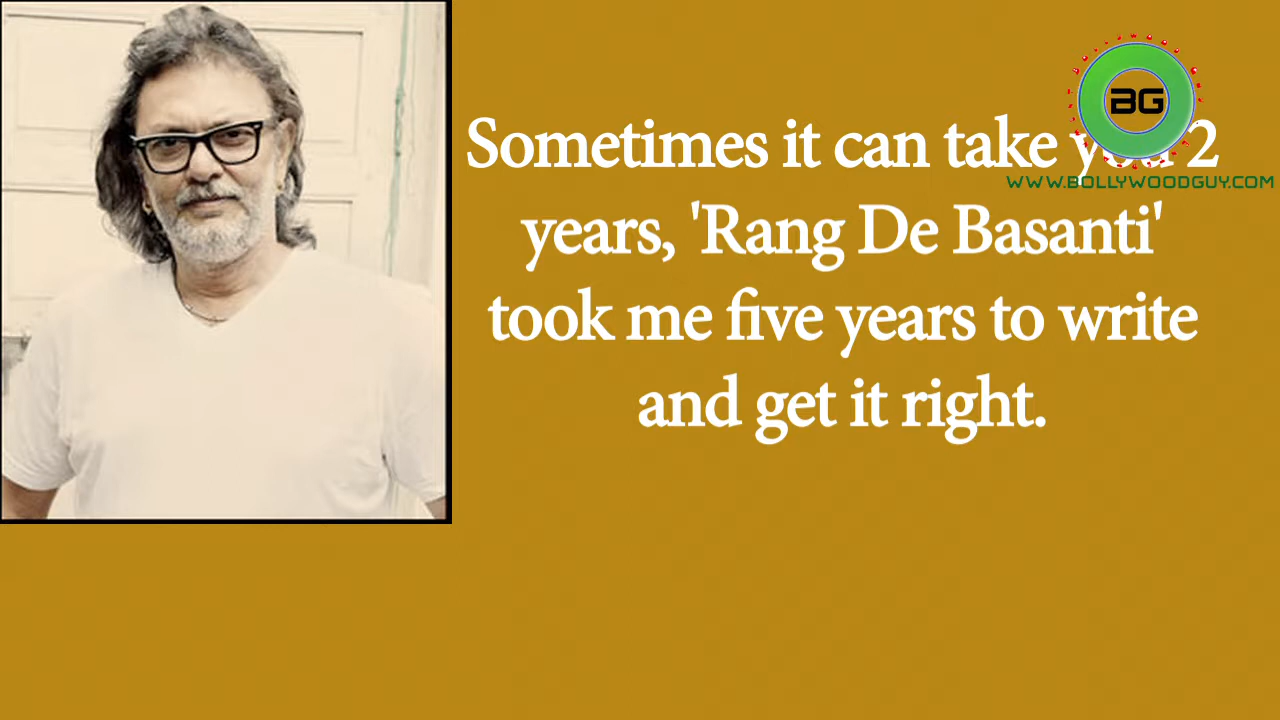 BG
WWW.BOLLYWOODGUY.COM
Sometimes it can take you 2
years, 'Rang De Basanti'
took me five years to write
and get it right.